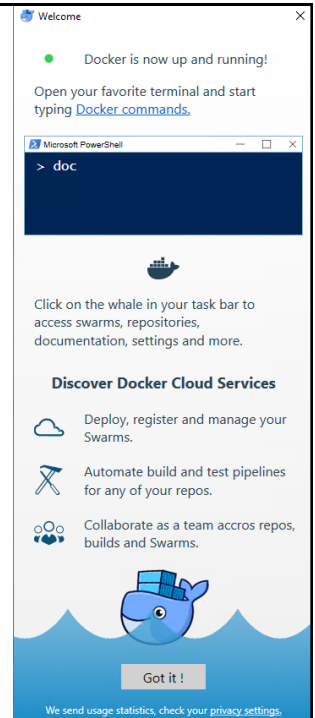 Welcome
Docker is now up and running!
Open your favorite terminal and start
typing Docker commands.
Microsoft PowerShell
> doc
Click on the whale in your task bar to
access swarms, repositories,
documentation, settings and more.
Discover Docker Cloud Services
Deploy, register and manage your
Swarms.
Automate build and test pipelines
for any of your repos.
Collaborate as a team accros repos,
builds and Swarms.
Got it !
We send usage statistics, check your privacy settings.